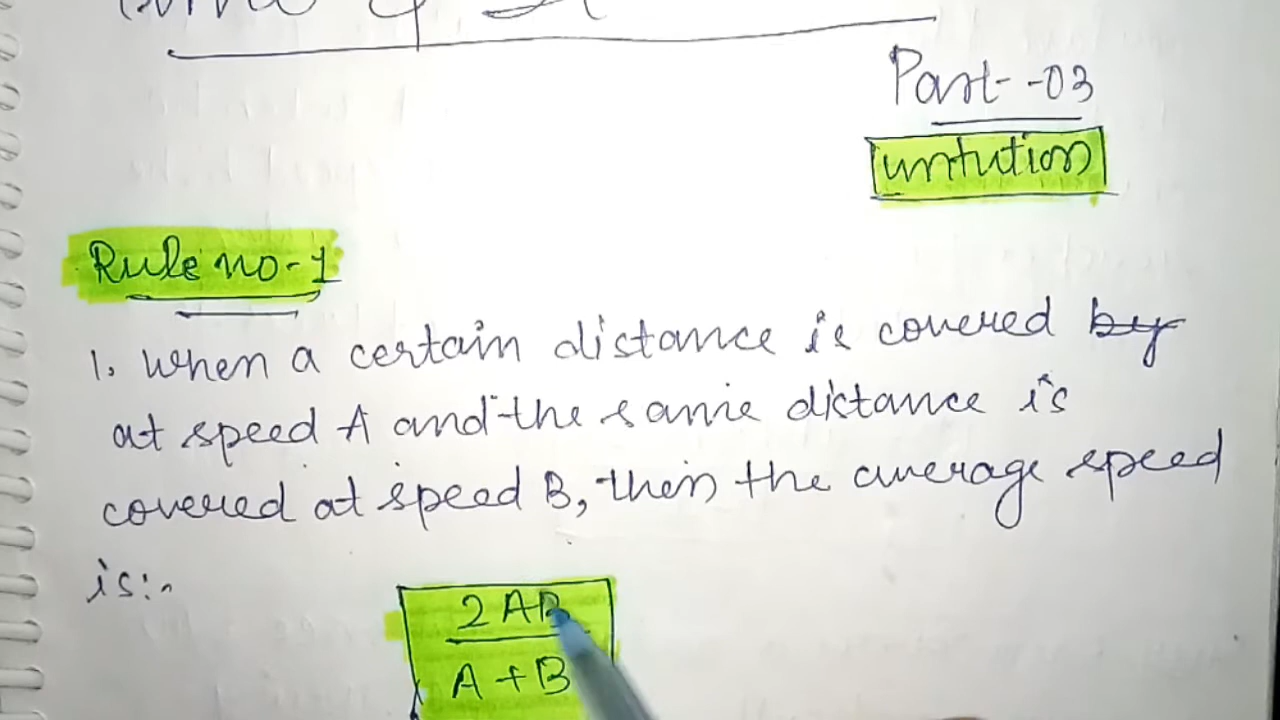 Part-03
untution
Rule no-1
1. When a certain distance is covered by
at speed A and the same distance is
covered at speed B, then the average speed
is:-
2AB
A+B